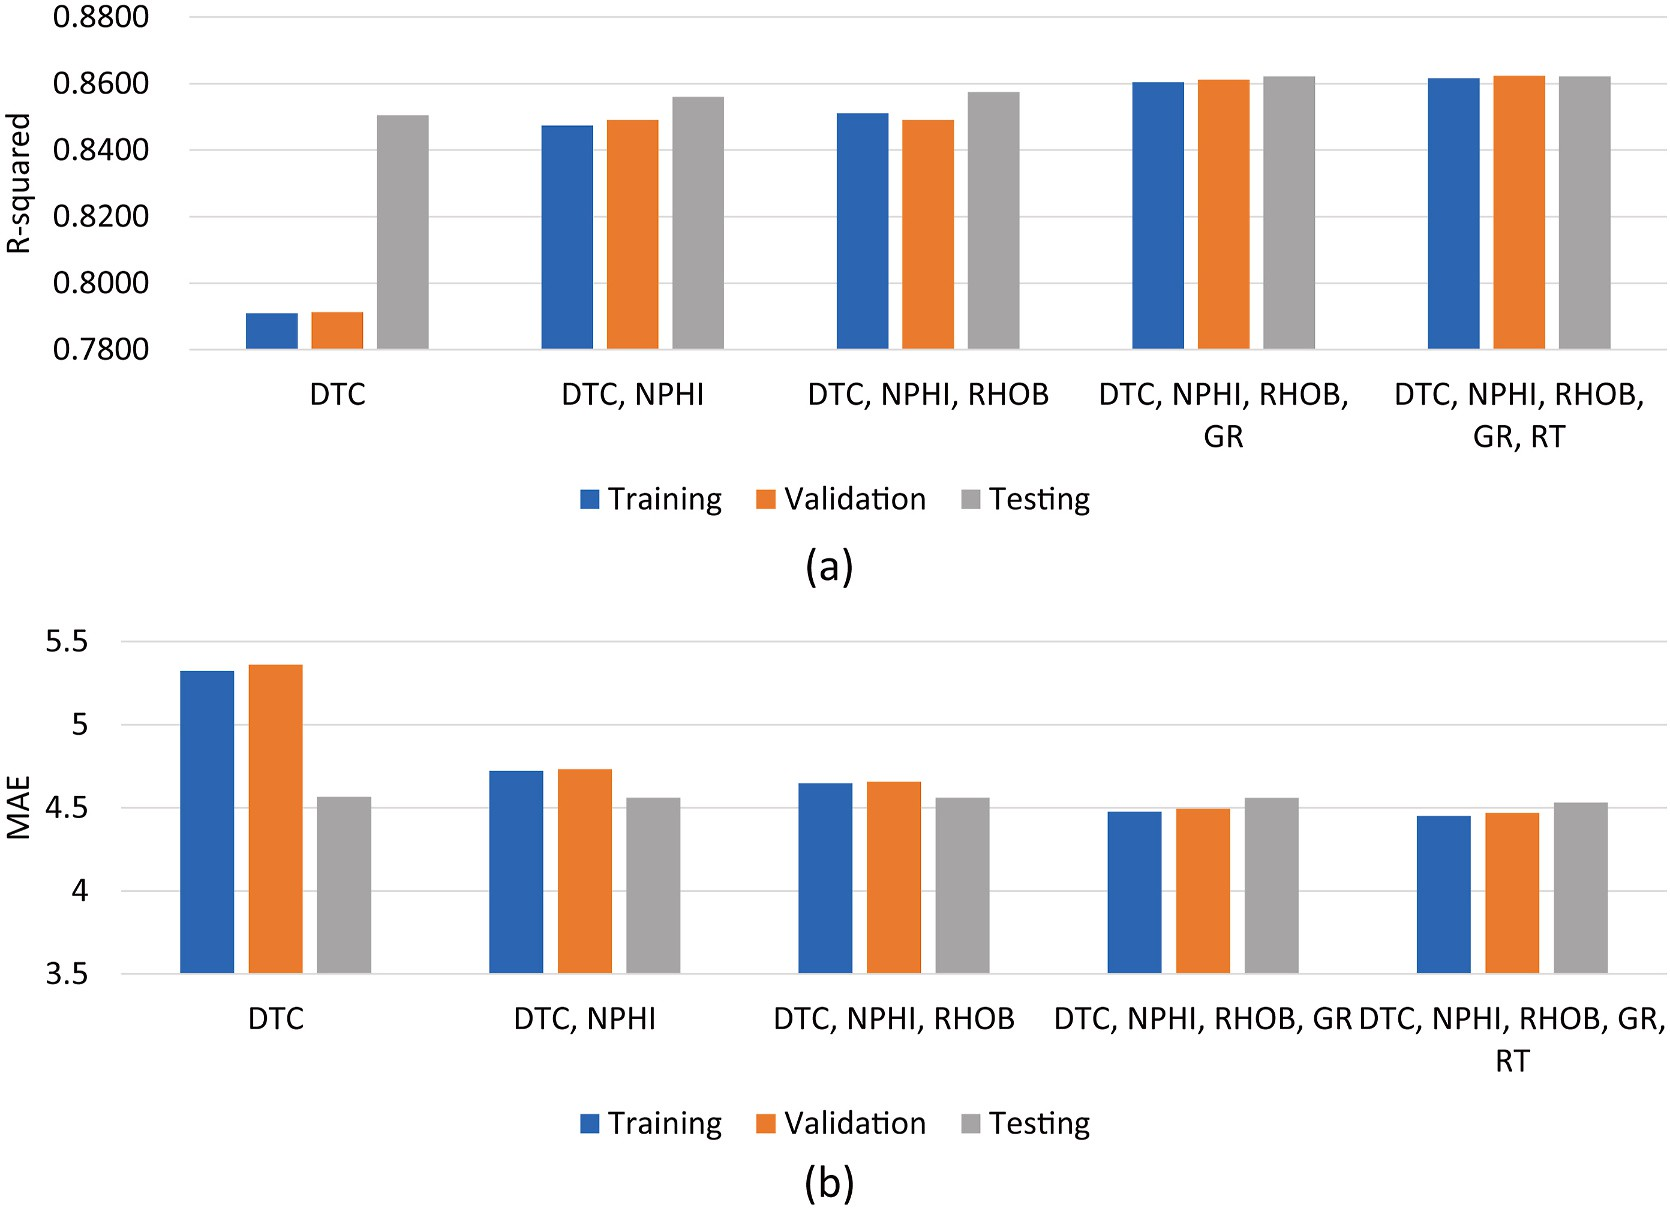 0.8800
0.8600
0.8400
0.8200
0.8000
0.7800
R-squared
DTC
DTC, NPHI
DTC, NPHI, RHOB
DTC, NPHI, RHOB,
GR
DTC, NPHI, RHOB,
GR, RT
Training Validation Testing
(a)
5.5
5
4.5
4
3.5
MAE
DTC
DTC, NPHI
DTC, NPHI, RHOB
DTC, NPHI, RHOB, GR
DTC, NPHI, RHOB, GR,
RT
Training Validation Testing
(b)